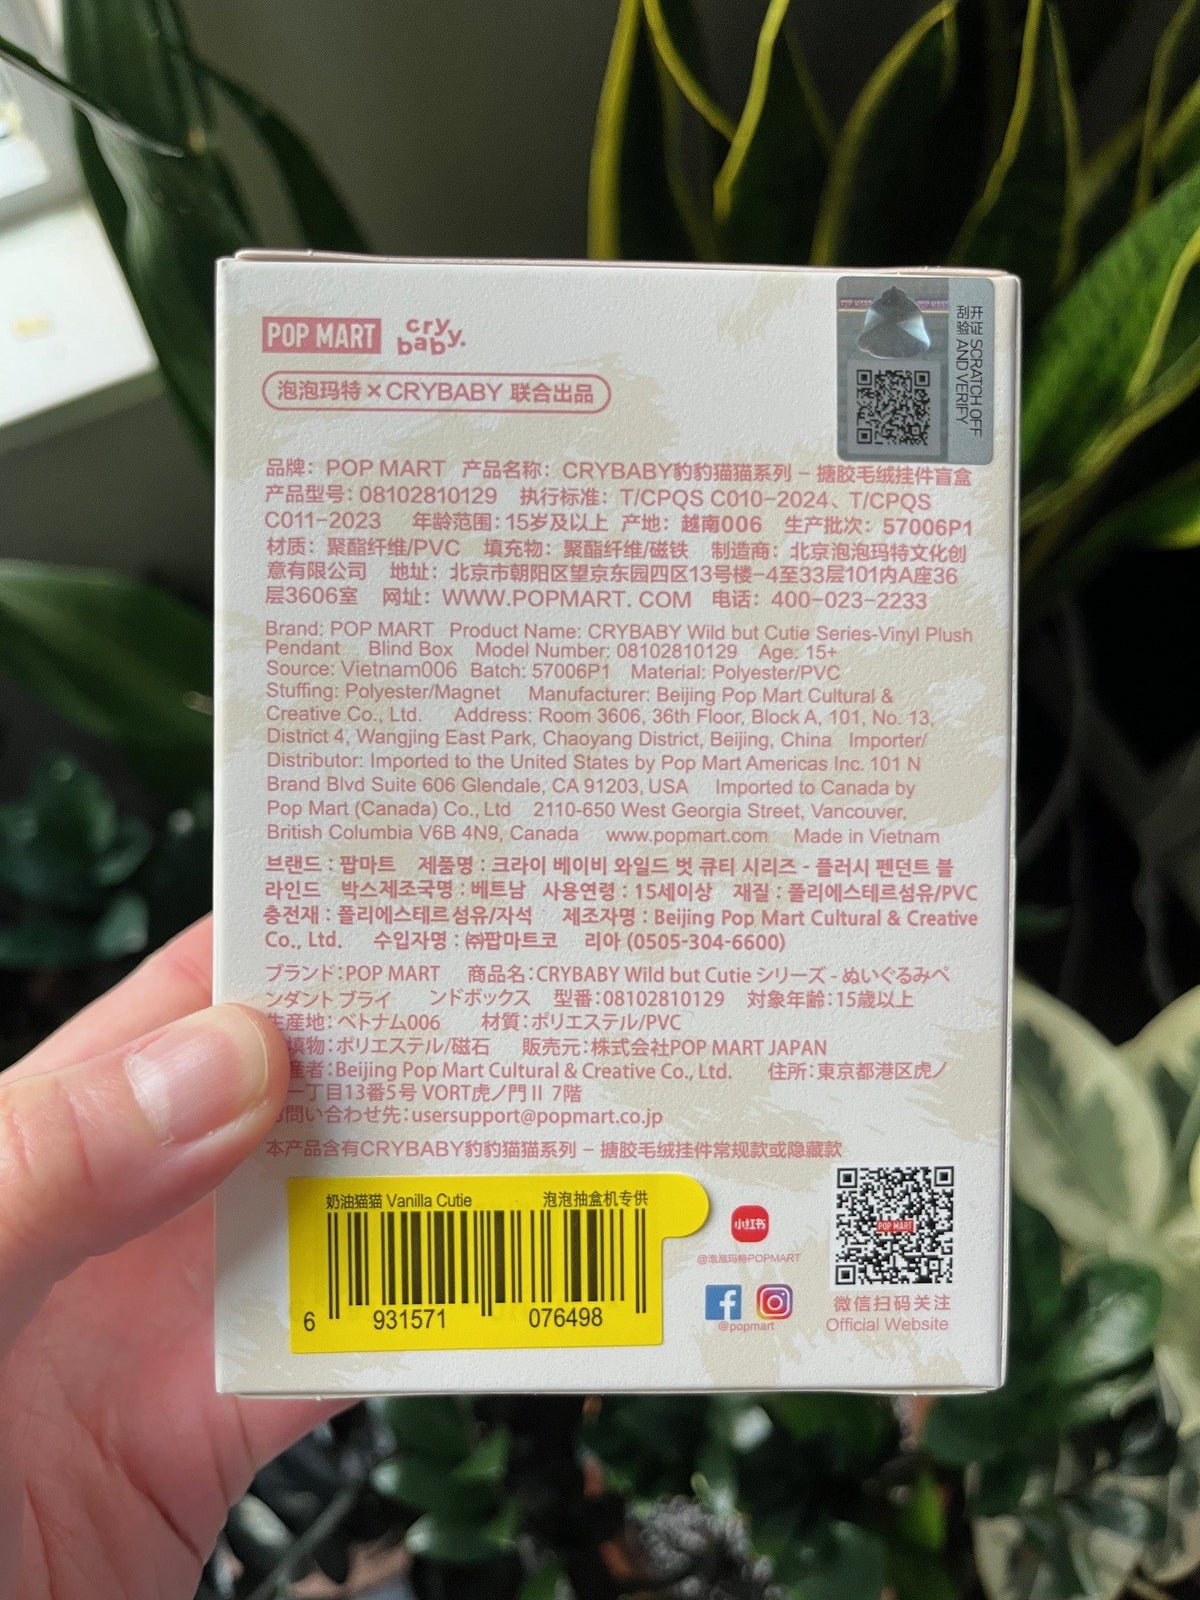 POP MART cry baby.
泡泡玛特×CRYBABY 联合出品
开 证 SCRATCH OFF
刮 验 AND VERIFY
品牌：POP MART 产品名称：CRYBABY豹豹猫猫系列－搪胶毛绒挂件盲盒
产品型号：08102810129 执行标准：T/CPQS C010-2024、T/CPQS
C011-2023 年龄范围：15岁及以上 产地：越南006 生产批次：57006P1
材质：聚酯纤维/PVC 填充物：聚酯纤维/磁铁 制造商：北京泡泡玛特文化创
意有限公司 地址：北京市朝阳区望京东园四区13号楼-4至33层101内A座36
层3606室 网址：WWW.POPMART. COM 电话：400-023-2233
Brand: POP MART Product Name: CRYBABY Wild but Cutie Series-Vinyl Plush
Pendant Blind Box Model Number: 08102810129 Age: 15+
Source: Vietnam006 Batch: 57006P1 Material: Polyester/PVC
Stuffing: Polyester/Magnet Manufacturer: Beijing Pop Mart Cultural &
Creative Co., Ltd. Address: Room 3606, 36th Floor, Block A, 101, No. 13,
District 4, Wangjing East Park, Chaoyang District, Beijing, China Importer/
Distributor: Imported to the United States by Pop Mart Americas Inc. 101 N
Brand Blvd Suite 606 Glendale, CA 91203, USA Imported to Canada by
Pop Mart (Canada) Co., Ltd 2110-650 West Georgia Street, Vancouver,
British Columbia V6B 4N9, Canada www.popmart.com Made in Vietnam
브랜드 : 팝마트 제품명 : 크라이 베이비 와일드 벗 큐티 시리즈 - 플러시 펜던트 블
라인드 박스제조국명 : 베트남 사용연령 : 15세이상 재질 : 폴리에스테르섬유/PVC
충전재 : 폴리에스테르섬유/자석 제조자명 : Beijing Pop Mart Cultural & Creative
Co., Ltd. 수입자명 : ㈜팝마트코 리아 (0505-304-6600)
ブランド：POP MART 商品名：CRYBABY Wild but Cutie シリーズ - ぬいぐるみペ
ンダント ブライ ンドボックス 型番：08102810129 対象年齢：15歳以上
生産地：ベトナム006 材質：ポリエステル/PVC
填物：ポリエステル/磁石 販売元：株式会社POP MART JAPAN
産者：Beijing Pop Mart Cultural & Creative Co., Ltd. 住所：東京都港区虎ノ
一丁目13番5号 VORT虎ノ門Ⅱ 7階
問い合わせ先：usersupport@popmart.co.jp
本产品含有CRYBABY豹豹猫猫系列－搪胶毛绒挂件常规款或隐藏款
奶油猫猫 Vanilla Cutie 泡泡抽盒机专供
6 931571 076498
小红书
@泡泡玛特POPMART
@popmart
POP MART
微信扫码关注
Official Website